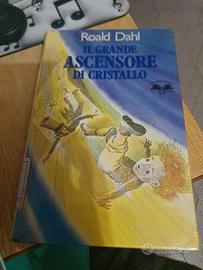 Roald Dahl
IL GRANDE
ASCENSORE
DI CRISTALLO